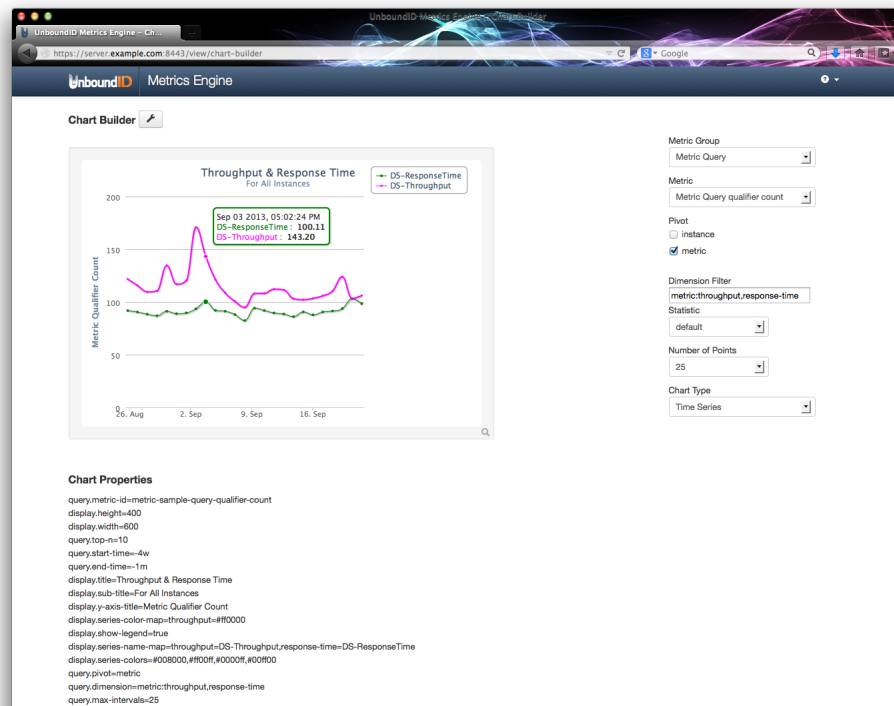 UnboundID Metrics Engine – Chart Builder
UnboundID Metrics Engine – Ch...
https://server.example.com:8443/view/chart-builder
Google
UnboundID Metrics Engine
Chart Builder
Throughput & Response Time
For All Instances
DS-ResponseTime
DS-Throughput
Sep 03 2013, 05:02:24 PM
DS-ResponseTime : 100.11
DS-Throughput : 143.20
Metric Qualifier Count
200
150
100
50
0
26. Aug 2. Sep 9. Sep 16. Sep
Metric Group
Metric Query
Metric
Metric Query qualifier count
Pivot
instance
metric
Dimension Filter
metric:throughput,response-time
Statistic
default
Number of Points
25
Chart Type
Time Series
Chart Properties
query.metric-id=metric-sample-query-qualifier-count
display.height=400
display.width=600
query.top-n=10
query.start-time=-4w
query.end-time=-1m
display.title=Throughput & Response Time
display.sub-title=For All Instances
display.y-axis-title=Metric Qualifier Count
display.series-color-map=throughput=#ff0000
display.show-legend=true
display.series-name-map=throughput=DS-Throughput,response-time=DS-ResponseTime
display.series-colors=#008000,#ff00ff,#0000ff,#00ff00
query.pivot=metric
query.dimension=metric:throughput,response-time
query.max-intervals=25